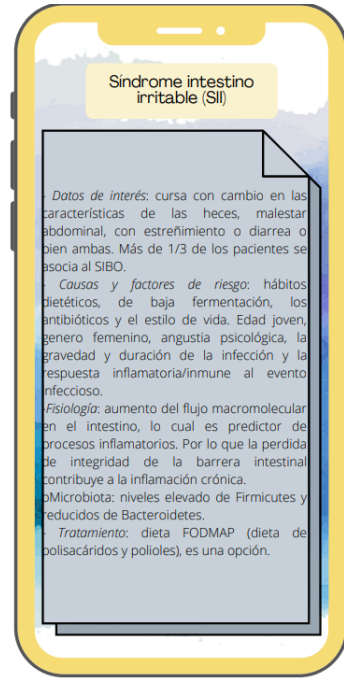 Síndrome intestino
irritable (SII)
- Datos de interés: cursa con cambio en las
características de las heces, malestar
abdominal, con estreñimiento o diarrea o
bien ambas. Más de 1/3 de los pacientes se
asocia al SIBO.
- Causas y factores de riesgo: hábitos
dietéticos, de baja fermentación, los
antibióticos y el estilo de vida. Edad joven,
genero femenino, angustia psicológica, la
gravedad y duración de la infección y la
respuesta inflamatoria/inmune al evento
infeccioso.
-Fisiología: aumento del flujo macromolecular
en el intestino, lo cual es predictor de
procesos inflamatorios. Por lo que la perdida
de integridad de la barrera intestinal
contribuye a la inflamación crónica.
oMicrobiota: niveles elevado de Firmicutes y
reducidos de Bacteroidetes.
- Tratamiento: dieta FODMAP (dieta de
polisacáridos y polioles), es una opción.